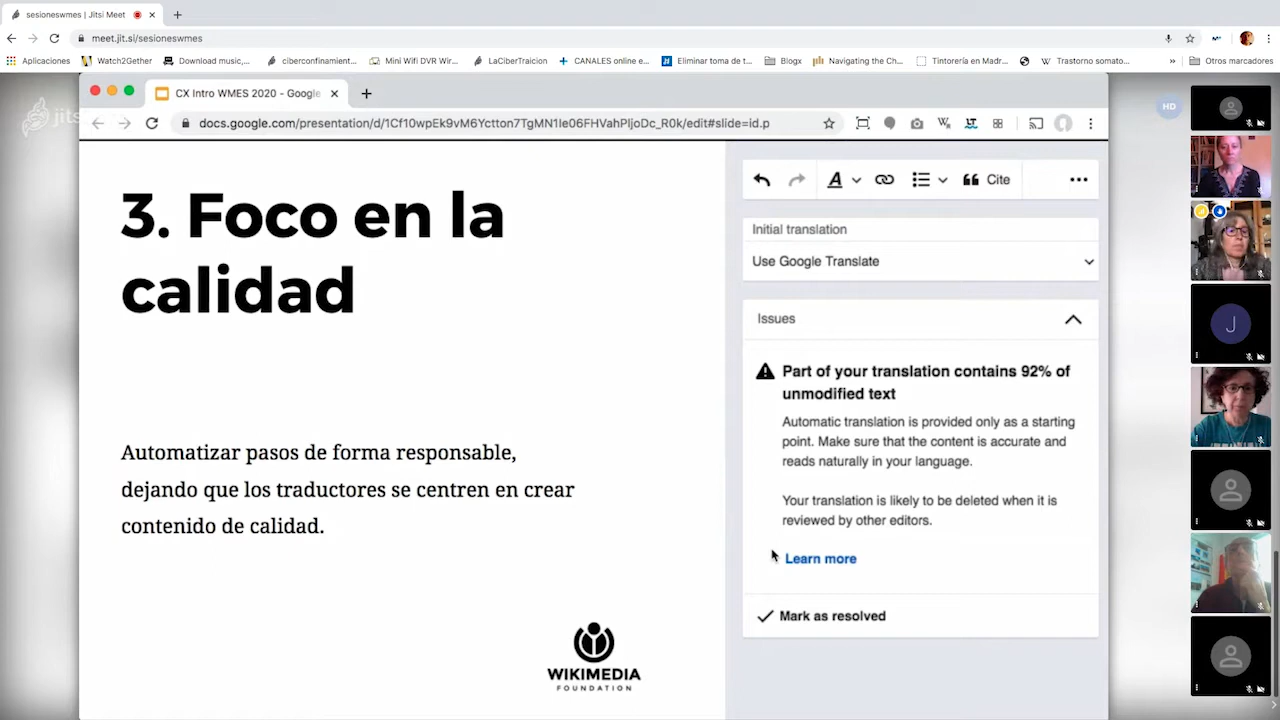 sesioneswmes | Jitsi Meet
meet.jit.si/sesioneswmes
Aplicaciones
Watch2Gether
Download music,...
ciberconfinamient...
Mini Wifi DVR Wir...
LaCiberTraicion
CANALES online e...
Eliminar toma de t...
Blogx
Navigating the Ch...
Tintorería en Madr...
Trastorno somato...
»
Otros marcadores
jits
HD
CX Intro WMES 2020 - Google
docs.google.com/presentation/d/1Cf10wpEk9vM6Yctton7TgMN1Ie06FHVahPljoDc_R0k/edit#slide=id.p
3. Foco en la
calidad
Automatizar pasos de forma responsable,
dejando que los traductores se centren en crear
contenido de calidad.
WIKIMEDIA
FOUNDATION
A
Cite
Initial translation
Use Google Translate
Issues
Part of your translation contains 92% of
unmodified text
Automatic translation is provided only as a starting
point. Make sure that the content is accurate and
reads naturally in your language.
Your translation is likely to be deleted when it is
reviewed by other editors.
Learn more
Mark as resolved
J